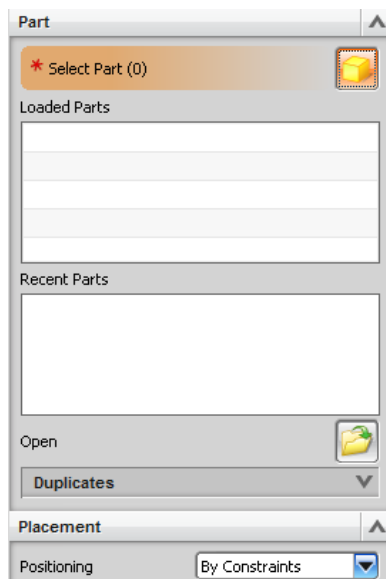 Part
* Select Part (0)
Loaded Parts
Recent Parts
Open
Duplicates
Placement
Positioning By Constraints